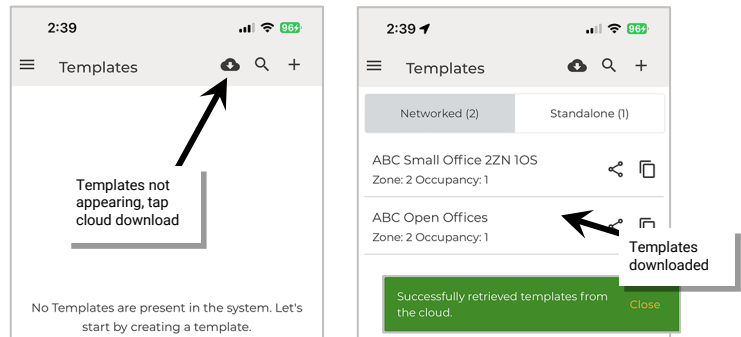 2:39
96
Templates
Templates not
appearing, tap
cloud download
No Templates are present in the system. Let's
start by creating a template.
2:39
96
Templates
Networked (2)
Standalone (1)
ABC Small Office 2ZN 1OS
Zone: 2 Occupancy: 1
ABC Open Offices
Zone: 2 Occupancy: 1
Templates
downloaded
Successfully retrieved templates from
the cloud.
Close